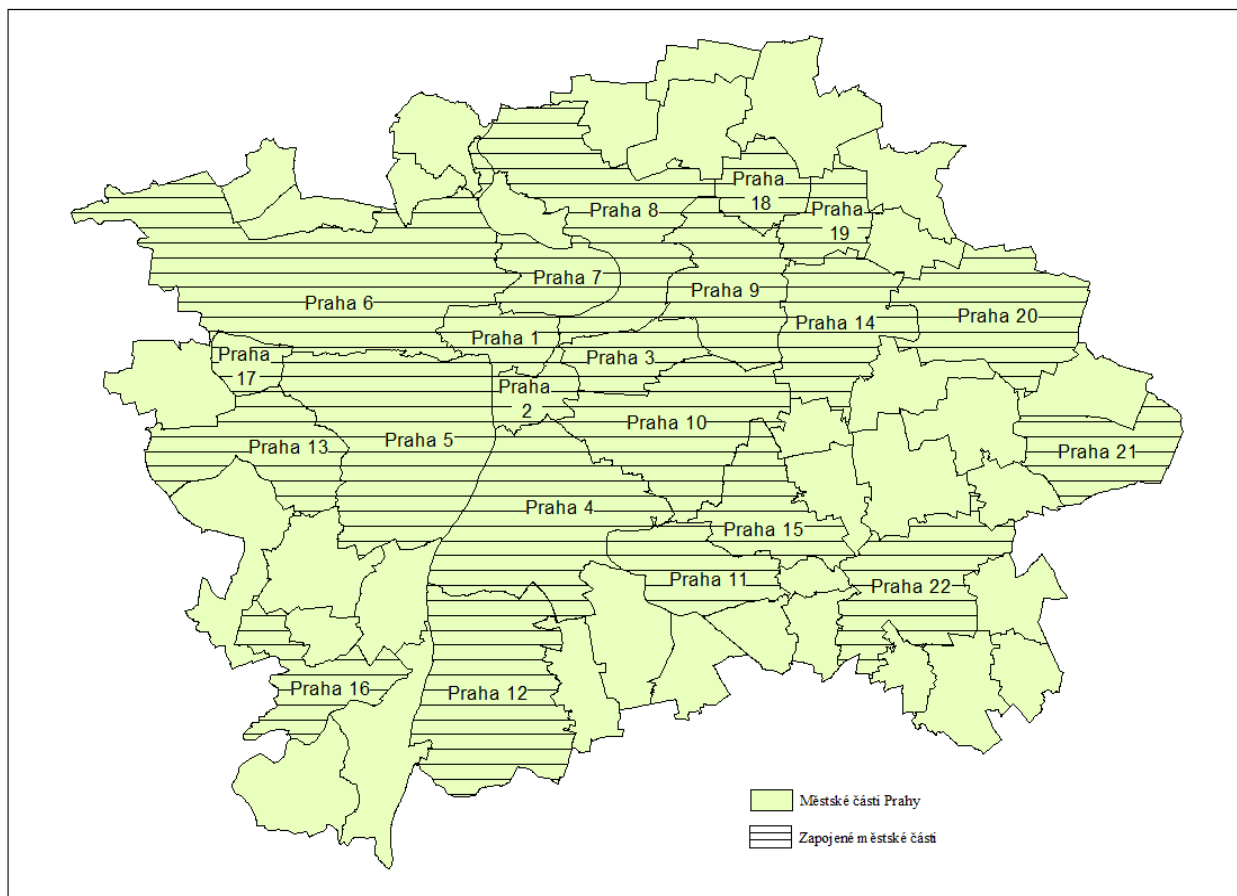 Praha
18
Praha 8
Praha
19
Praha 7
Praha 9
Praha 6
Praha 20
Praha 14
Praha 1
Praha 3
Praha
17
Praha
2
Praha 10
Praha 5
Praha 13
Praha 21
Praha 4
Praha 15
Praha 11
Praha 22
Praha 16
Praha 12
Městské části Prahy
Zapojené městské části